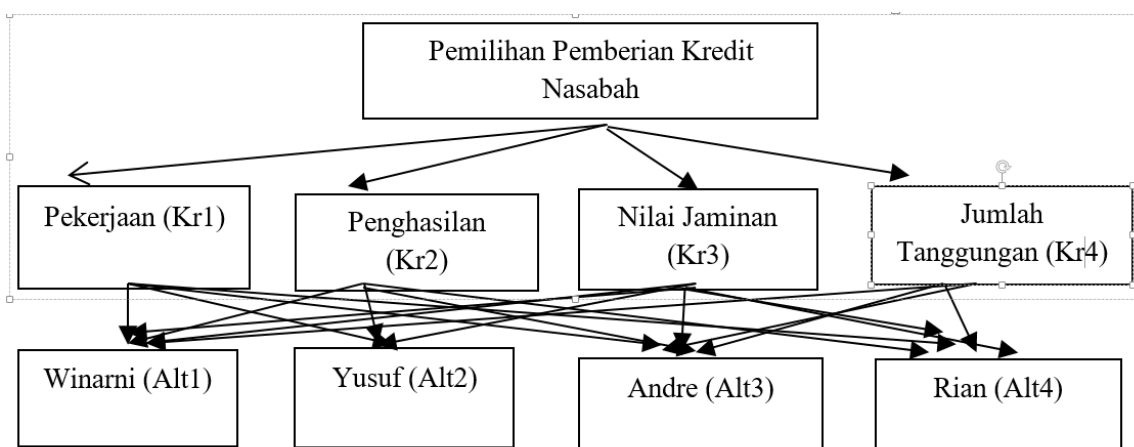 Pemilihan Pemberian Kredit
Nasabah
Pekerjaan (Kr1)
Penghasilan
(Kr2)
Nilai Jaminan
(Kr3)
Jumlah
Tanggungan (Kr4)
Winarni (Alt1)
Yusuf (Alt2)
Andre (Alt3)
Rian (Alt4)